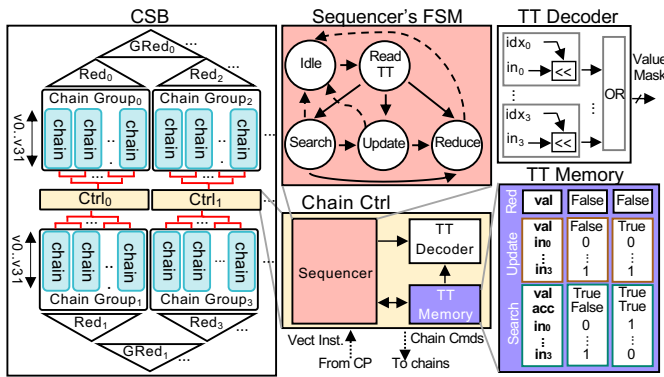 CSB
GRed0 ...
Red0
Red2 ...
Chain Group0
Chain Group2
v0..v31
chain
chain
..
chain
chain
chain
..
chain
...
Ctrl0
Ctrl1
...
v0..v31
chain
chain
..
chain
chain
chain
..
chain
...
Chain Group1
Chain Group3
Red1
Red3 ...
GRed1 ...
Sequencer's FSM
Idle
Read
TT
Search
Update
Reduce
Chain Ctrl
Sequencer
TT
Decoder
TT
Memory
Vect Inst.
From CP
Chain Cmds
To chains
TT Decoder
idx0
in0
<<
...
idx3
in3
<<
OR
Value
Mask
TT Memory
Red
val False False
Update
val False True
in0 0 0
...
in3 1 1
Search
val True True
acc False True
in0 0 1
...
in3 1 0